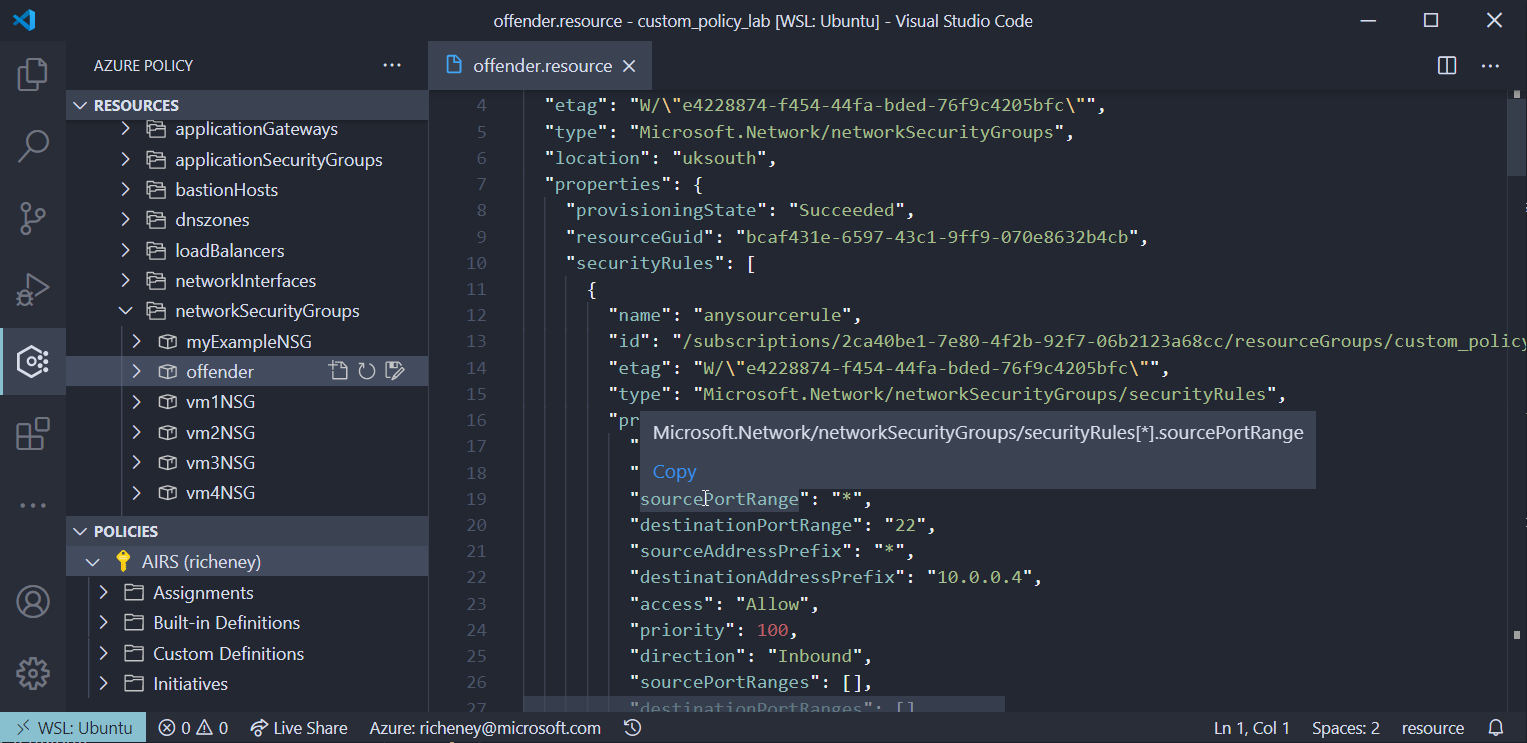 offender.resource - custom_policy_lab [WSL: Ubuntu] - Visual Studio Code
AZURE POLICY
RESOURCES
applicationGateways
applicationSecurityGroups
bastionHosts
dnszones
loadBalancers
networkInterfaces
networkSecurityGroups
myExampleNSG
offender
vm1NSG
vm2NSG
vm3NSG
vm4NSG
POLICIES
AIRS (richeney)
Assignments
Built-in Definitions
Custom Definitions
Initiatives
offender.resource
4 "etag": "W/\"e4228874-f454-44fa-bded-76f9c4205bfc\"",
5 "type": "Microsoft.Network/networkSecurityGroups",
6 "location": "uksouth",
7 "properties": {
8 "provisioningState": "Succeeded",
9 "resourceGuid": "bcaf431e-6597-43c1-9ff9-070e8632b4cb",
10 "securityRules": [
11 {
12 "name": "anysourcerule",
13 "id": "/subscriptions/2ca40be1-7e80-4f2b-92f7-06b2123a68cc/resourceGroups/custom_policy
14 "etag": "W/\"e4228874-f454-44fa-bded-76f9c4205bfc\"",
15 "type": "Microsoft.Network/networkSecurityGroups/securityRules",
16 "pr
Microsoft.Network/networkSecurityGroups/securityRules[*].sourcePortRange
17 "
18 "
Copy
19 "sourcePortRange": "*",
20 "destinationPortRange": "22",
21 "sourceAddressPrefix": "*",
22 "destinationAddressPrefix": "10.0.0.4",
23 "access": "Allow",
24 "priority": 100,
25 "direction": "Inbound",
26 "sourcePortRanges": [],
27 "destinationPortRanges": []
WSL: Ubuntu 0 0 Live Share Azure: richeney@microsoft.com Ln 1, Col 1 Spaces: 2 resource